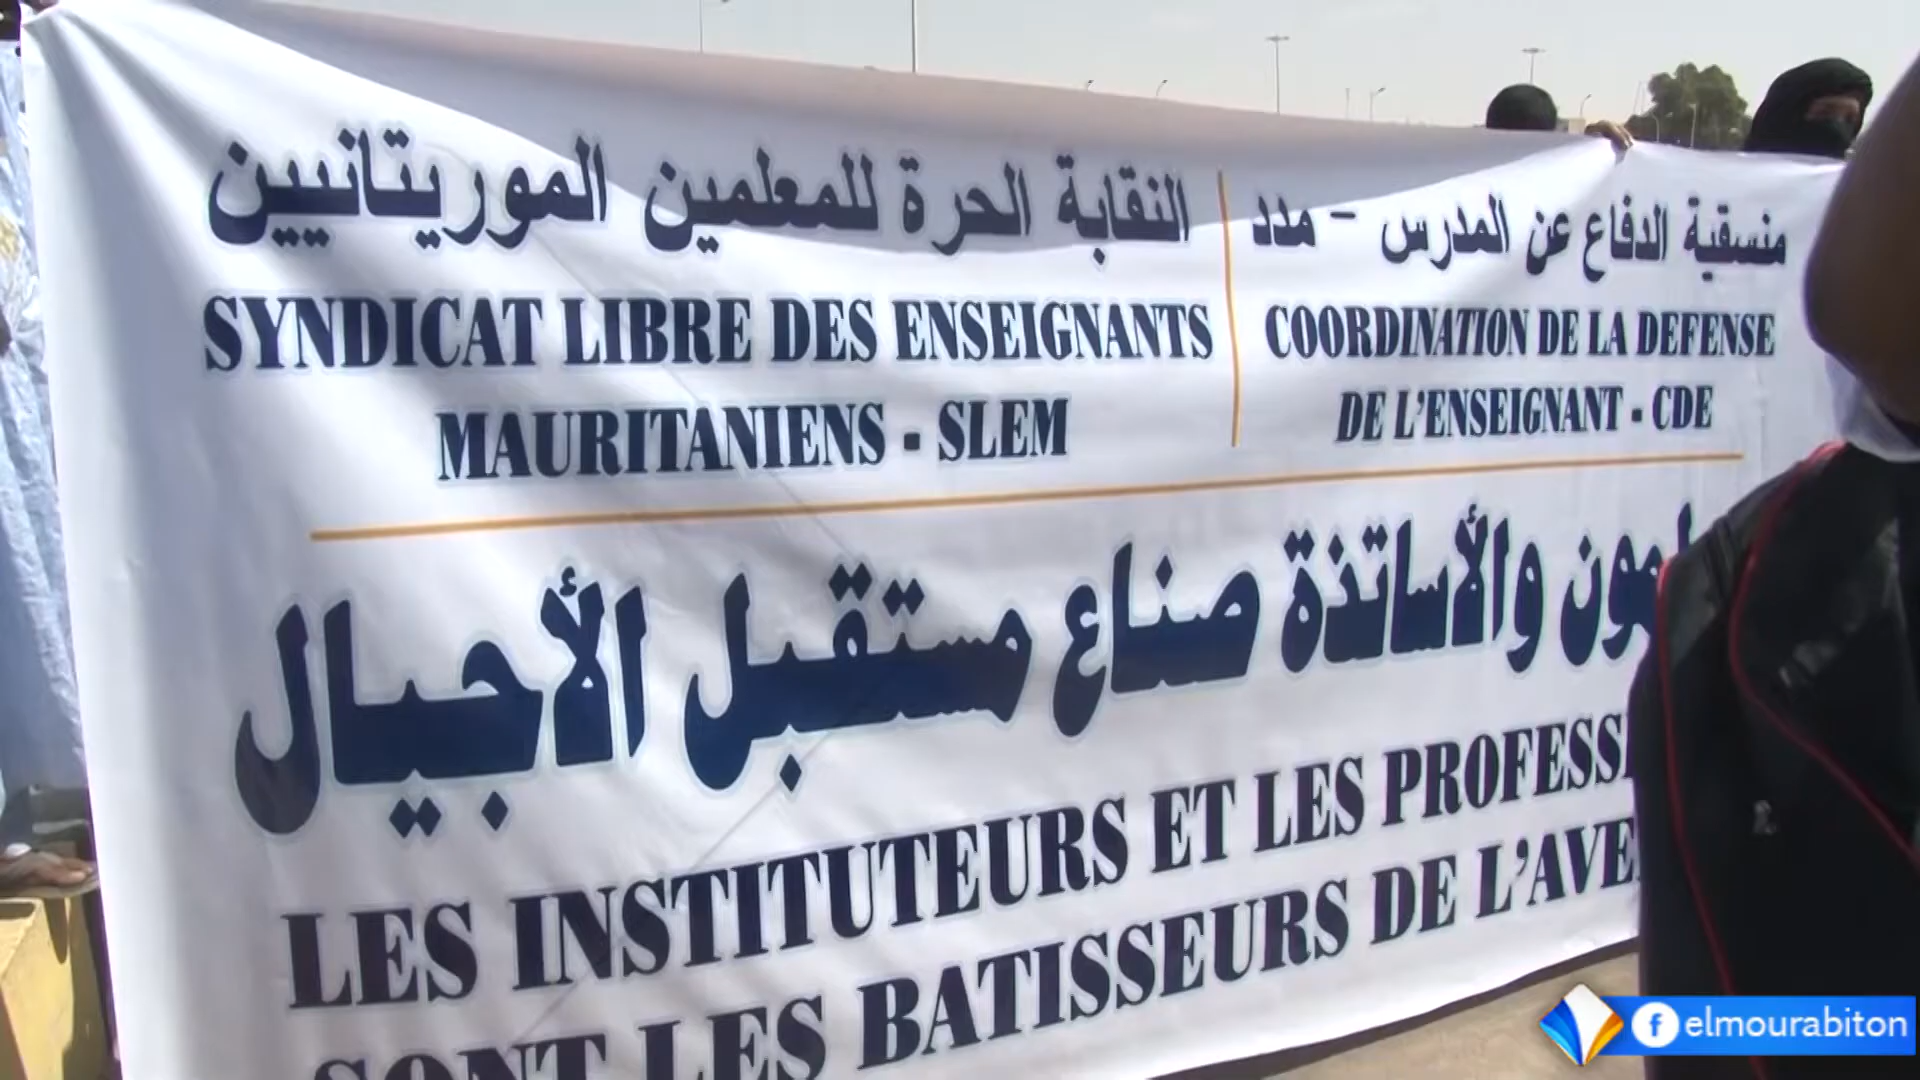 منسقية الدفاع عن المدرس - مدد
COORDINATION DE LA DEFENSE
DE L'ENSEIGNANT - CDE
النقابة الحرة للمعلمين الموريتانيين
SYNDICAT LIBRE DES ENSEIGNANTS
MAURITANIENS - SLEM
والأساتذة صناع مستقبل الأجيال
LES INSTITUTEURS ET LES
SONT LES BATISSEURS DE
elmourabiton